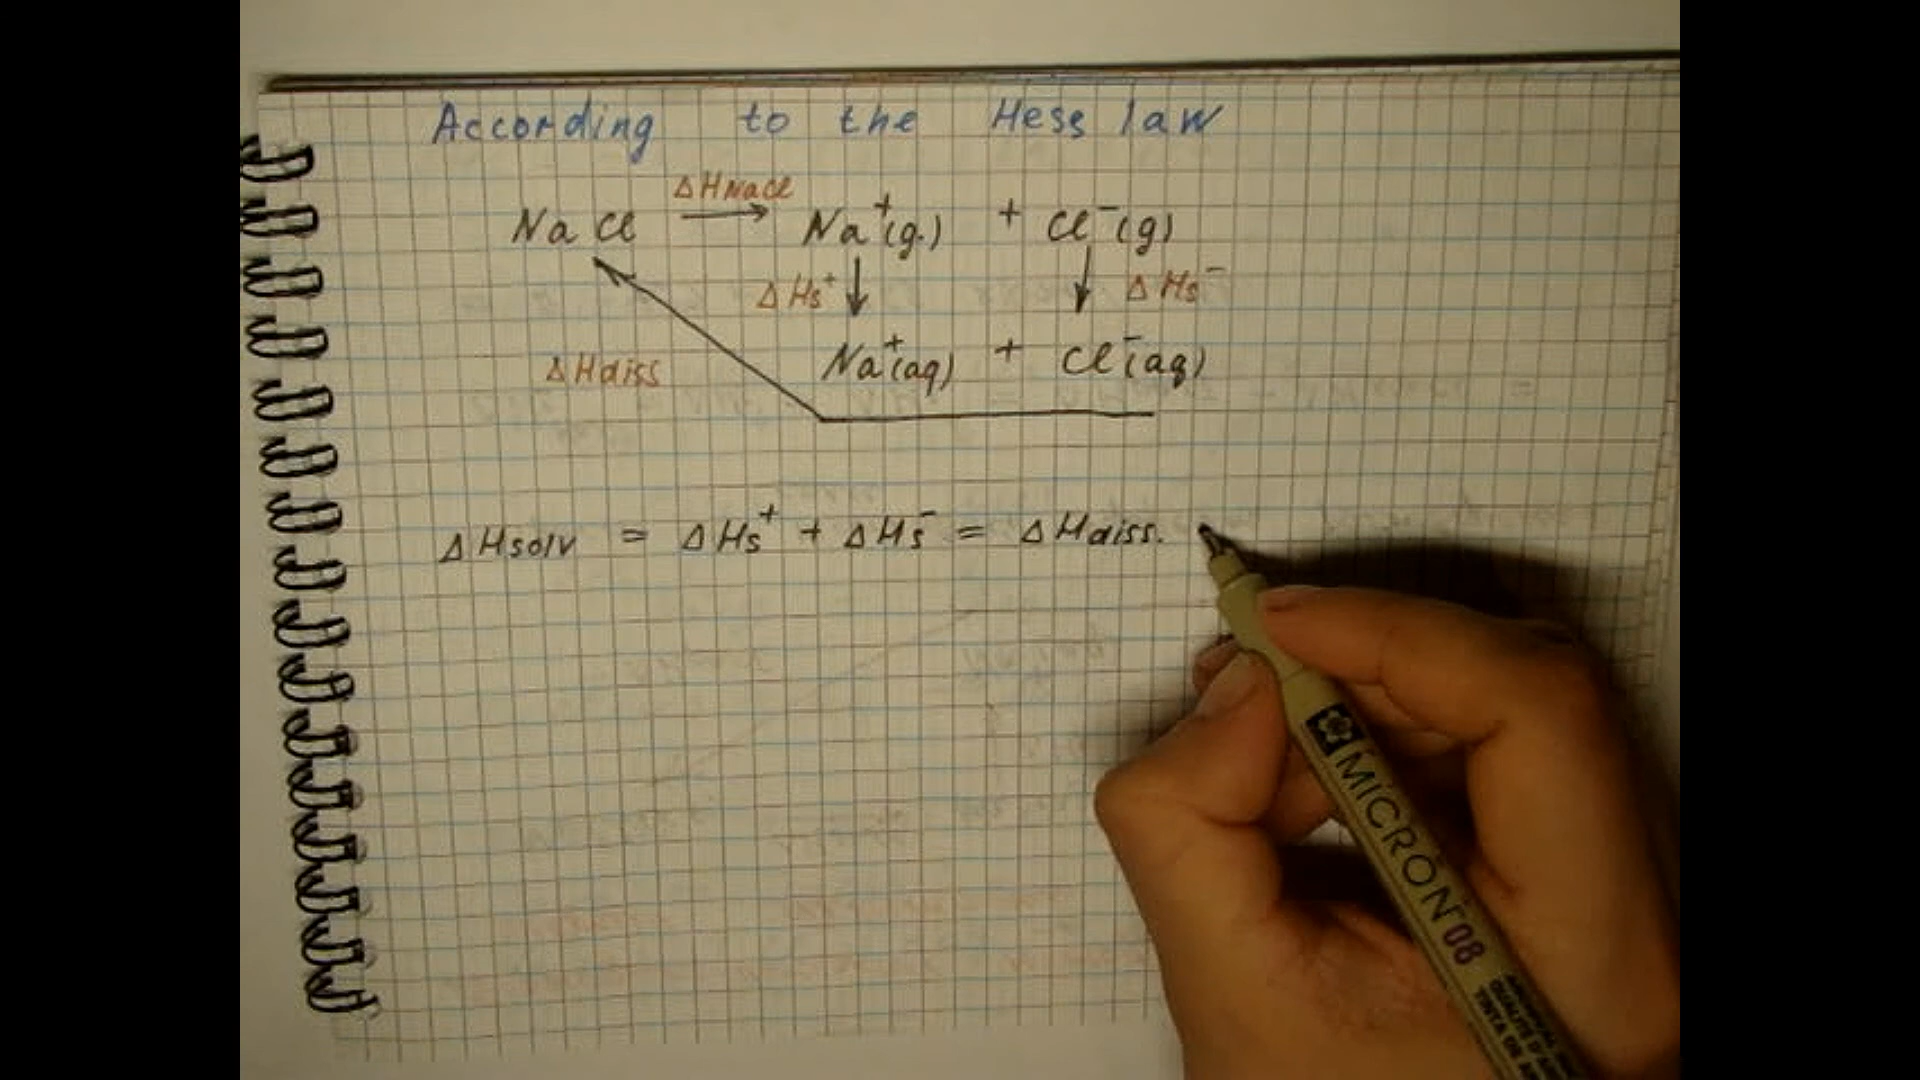 According to the Hess law
ΔHNaCl
NaCl → Na⁺(g.) + Cl⁻(g)
ΔHs⁺ ↓ ↓ ΔHs⁻
ΔHdiss Na⁺(aq) + Cl⁻(aq)
ΔHsolv = ΔHs⁺ + ΔHs⁻ = ΔHdiss.
MICRON 08